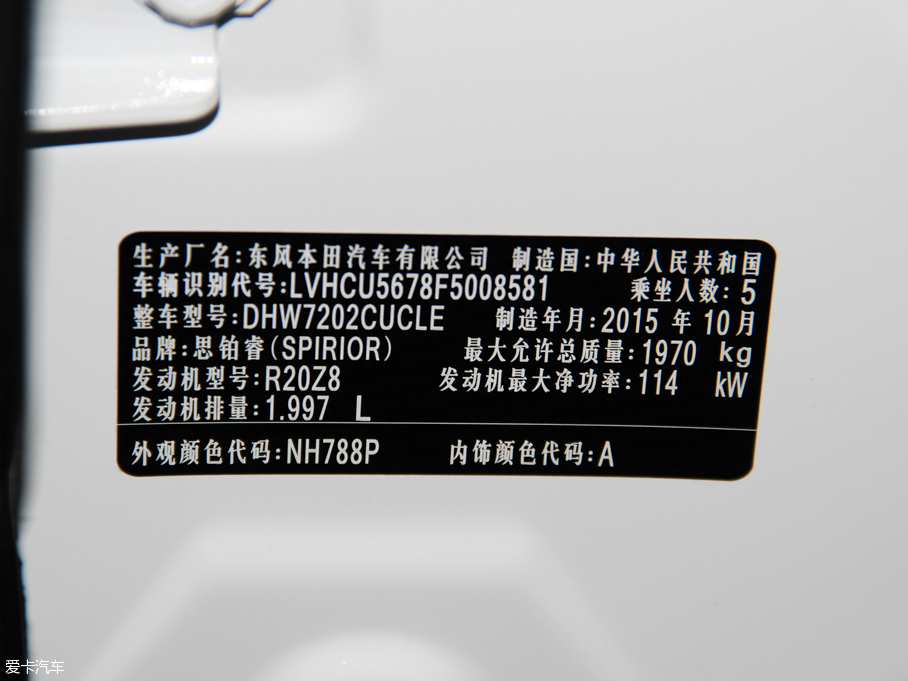 生产厂名:东风本田汽车有限公司 制造国:中华人民共和国
车辆识别代号:LVHCU5678F5008581 乘坐人数:5
整车型号:DHW7202CUCLE 制造年月:2015 年 10 月
品牌:思铂睿(SPIRIOR) 最大允许总质量:1970 kg
发动机型号:R20Z8 发动机最大净功率:114 kW
发动机排量:1.997 L
外观颜色代码:NH788P 内饰颜色代码:A
爱卡汽车